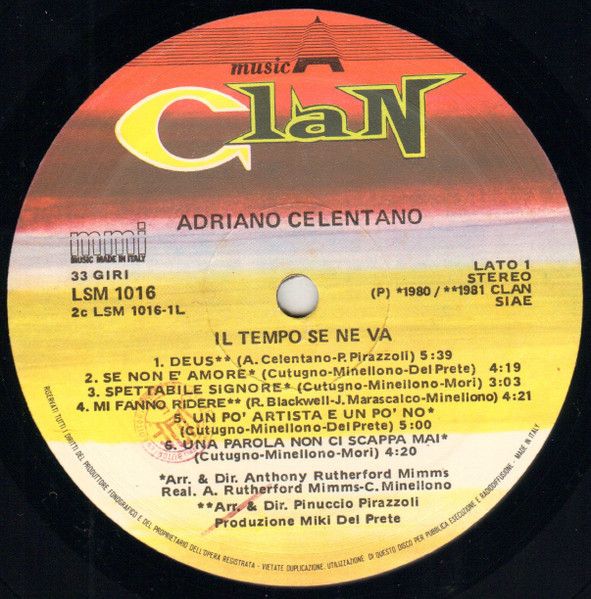 music A
Clan
ADRIANO CELENTANO
mmi
MUSIC MADE IN ITALY
33 GIRI
LSM 1016
2c LSM 1016-1L
LATO 1
STEREO
(P) *1980 / **1981 CLAN
SIAE
IL TEMPO SE NE VA
1. DEUS** (A. Celentano-P. Pirazzoli) 5:39
2. SE NON E' AMORE* (Cutugno-Minellono-Del Prete) 4:19
3. SPETTABILE SIGNORE* (Cutugno-Minellono-Mori) 3:03
4. MI FANNO RIDERE** (R. Blackwell-J. Marascalco-Minellono) 4:21
5. UN PO' ARTISTA E UN PO' NO*
(Cutugno-Minellono-Del Prete) 5:00
6. UNA PAROLA NON CI SCAPPA MAI*
(Cutugno-Minellono-Mori) 4:20
*Arr. & Dir. Anthony Rutherford Mimms
Real. A. Rutherford Mimms-C. Minellono
**Arr. & Dir. Pinuccio Pirazzoli
Produzione Miki Del Prete
RISERVATI TUTTI I DIRITTI DEL PRODUTTORE FONOGRAFICO E DEL PROPRIETARIO DELL'OPERA REGISTRATA - VIETATE DUPLICAZIONE, UTILIZZAZIONE DI QUESTO DISCO PER PUBBLICA ESECUZIONE E RADIODIFFUSIONE. MADE IN ITALY